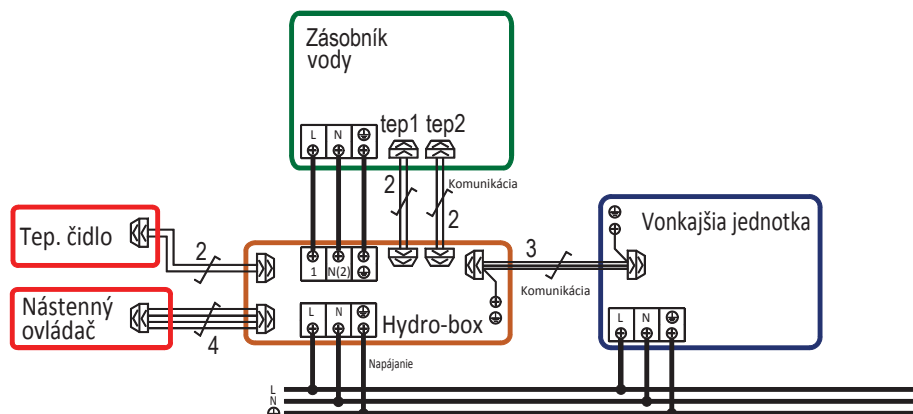 Zásobník
vody
L N
tep1 tep2
2
Komunikácia
2
Tep. čidlo
2
Vonkajšia jednotka
3
Komunikácia
1 N(2)
Nástenný
ovládač
4
L N
Hydro-box
L N
Napájanie
L
N